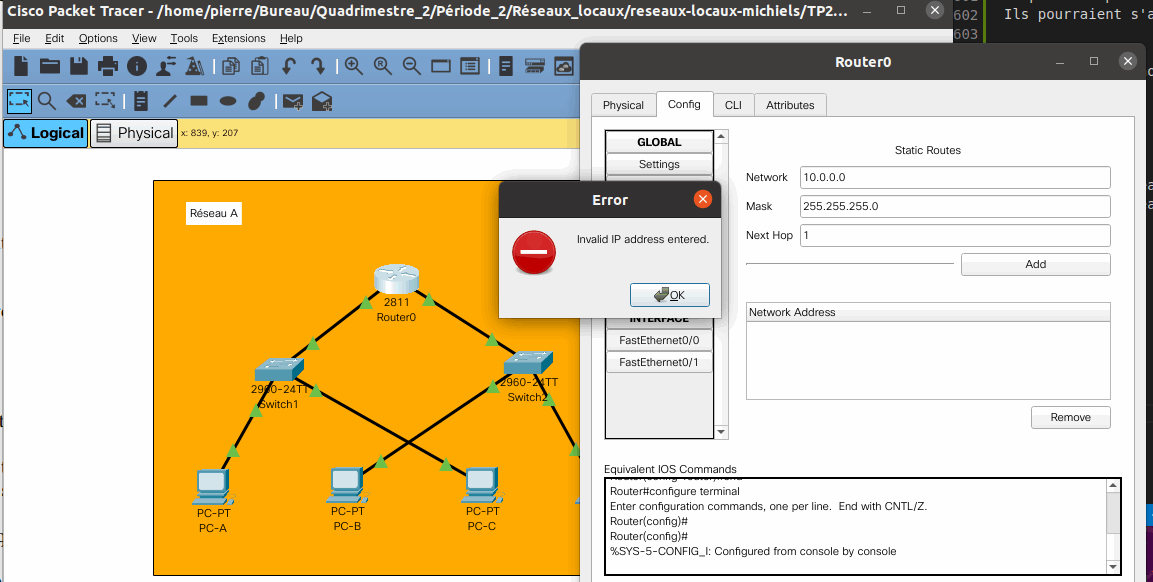 Cisco Packet Tracer - /home/pierre/Bureau/Quadrimestre_2/Période_2/Réseaux_locaux/reseaux-locaux-michiels/TP2...
602
Ils pourraient s'a
603
File Edit Options View Tools Extensions Help
Logical
Physical
x: 839, y: 207
Réseau A
2811
Router0
2960-24TT
Switch1
2960-24TT
Switch2
PC-PT
PC-A
PC-PT
PC-B
PC-PT
PC-C
Router0
Physical Config CLI Attributes
GLOBAL
Settings
INTERFACE
FastEthernet0/0
FastEthernet0/1
Static Routes
Network 10.0.0.0
Mask 255.255.255.0
Next Hop 1
Add
Network Address
Remove
Error
Invalid IP address entered.
OK
Equivalent IOS Commands
Router#configure terminal
Enter configuration commands, one per line. End with CNTL/Z.
Router(config)#
Router(config)#
%SYS-5-CONFIG_I: Configured from console by console